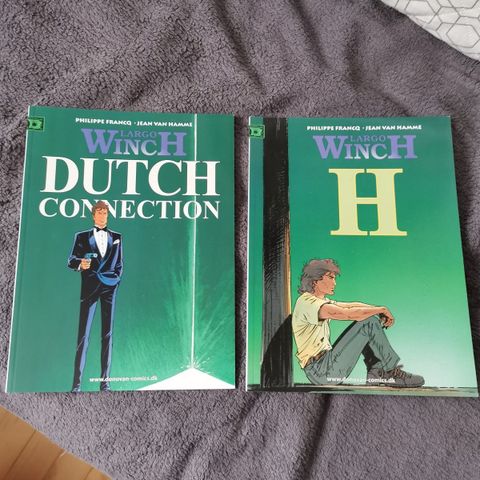 PHILIPPE FRANCQ · JEAN VAN HAMME
LARGO
WINCH
DUTCH
CONNECTION
www.donovan-comics.dk
PHILIPPE FRANCQ · JEAN VAN HAMME
LARGO
WINCH
H
www.donovan-comics.dk